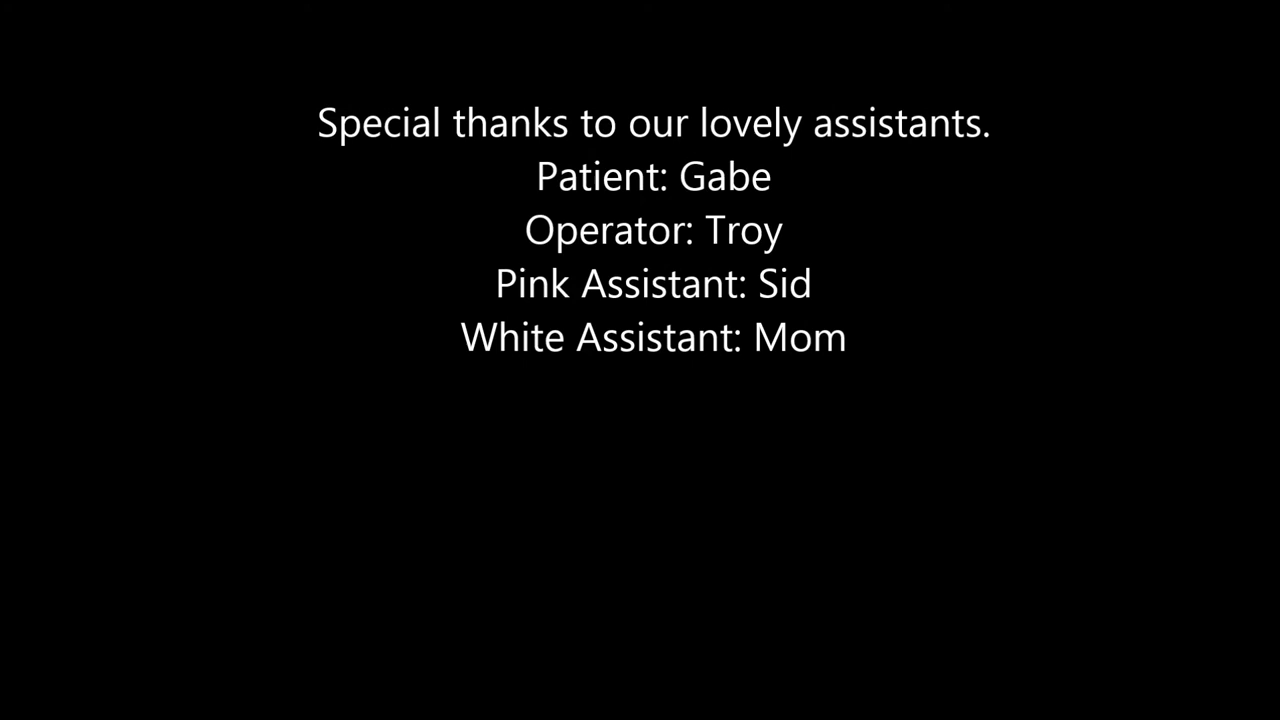 Special thanks to our lovely assistants.
Patient: Gabe
Operator: Troy
Pink Assistant: Sid
White Assistant: Mom